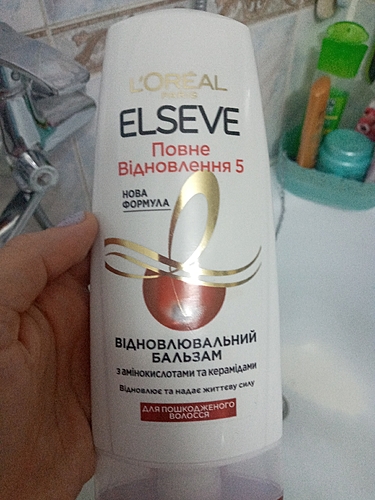 L'ORÉAL
PARIS
ELSEVE
Повне
Відновлення 5
НОВА
ФОРМУЛА
ВІДНОВЛЮВАЛЬНИЙ
БАЛЬЗАМ
з амінокислотами та керамідами
Відновлює та надає життєву силу
ДЛЯ ПОШКОДЖЕНОГО
ВОЛОССЯ